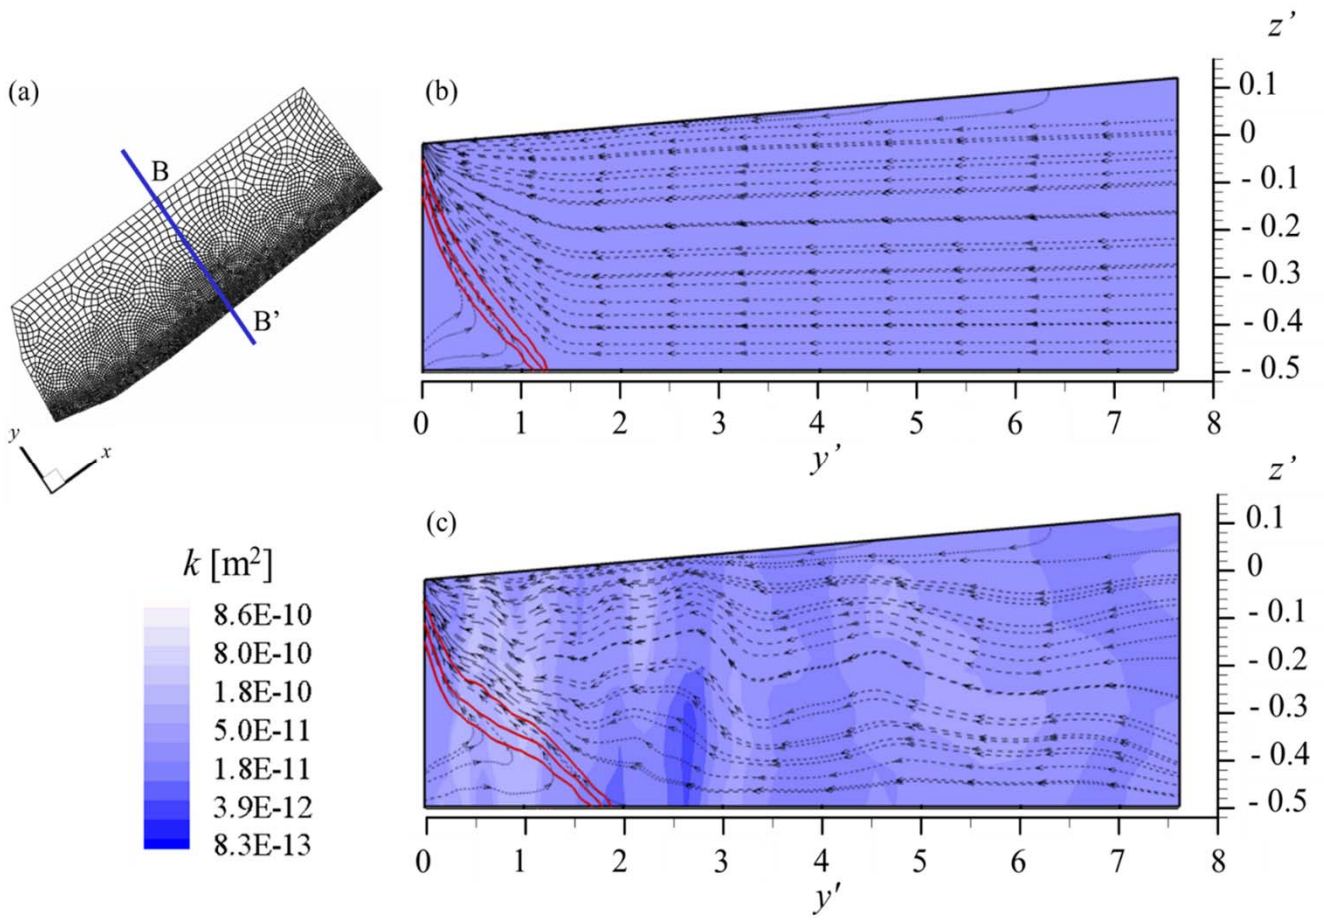 (a)
B
B’
y
x
(b)
z’
0.1
0
- 0.1
- 0.2
- 0.3
- 0.4
- 0.5
0 1 2 3 4 5 6 7 8
y’
(c)
z’
0.1
0
- 0.1
- 0.2
- 0.3
- 0.4
- 0.5
0 1 2 3 4 5 6 7 8
y′
k [m²]
8.6E-10
8.0E-10
1.8E-10
5.0E-11
1.8E-11
3.9E-12
8.3E-13